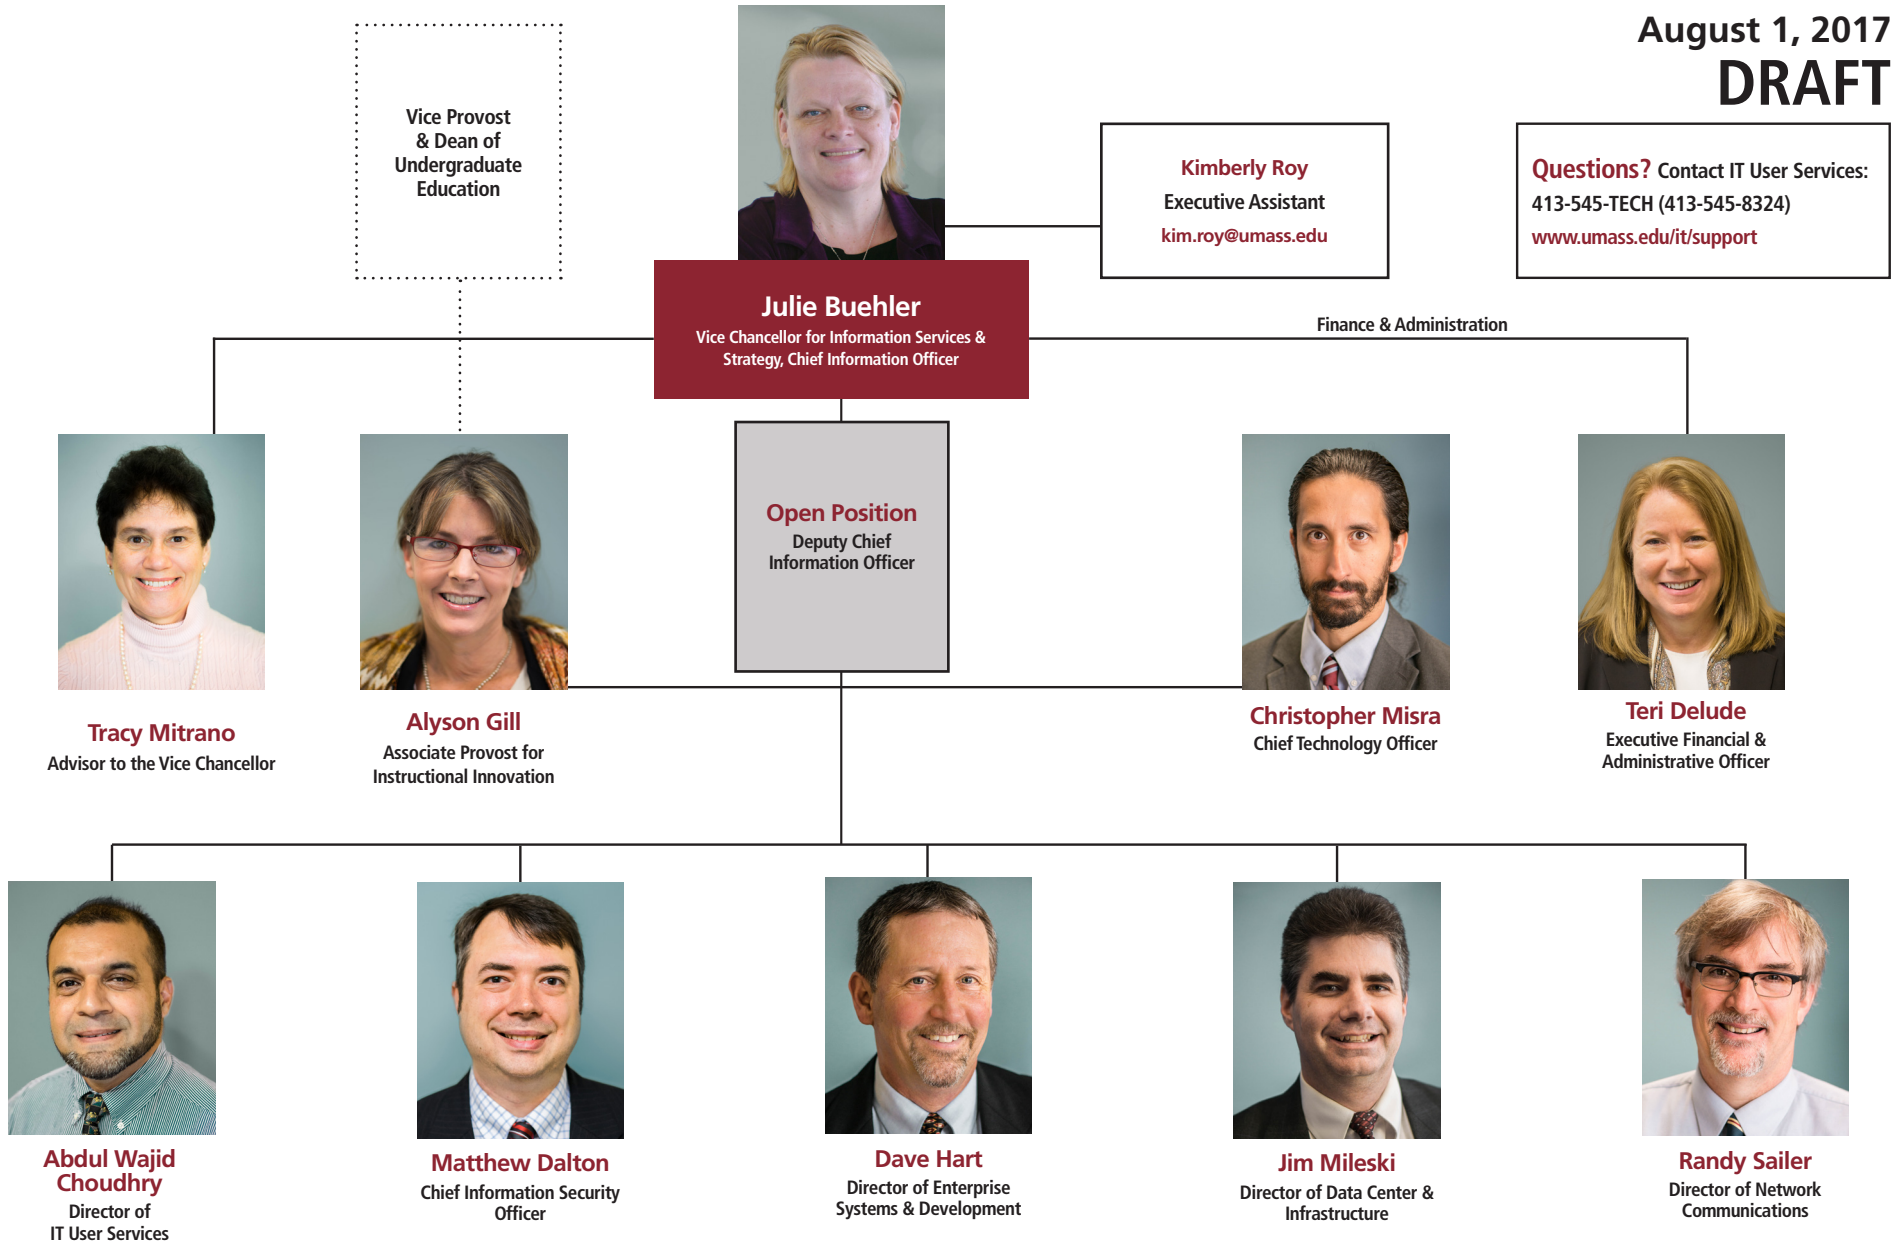 August 1, 2017
DRAFT
Vice Provost
& Dean of
Undergraduate
Education
Kimberly Roy
Executive Assistant
kim.roy@umass.edu
Questions? Contact IT User Services:
413-545-TECH (413-545-8324)
www.umass.edu/it/support
Julie Buehler
Vice Chancellor for Information Services &
Strategy, Chief Information Officer
Finance & Administration
Open Position
Deputy Chief
Information Officer
Tracy Mitrano
Advisor to the Vice Chancellor
Alyson Gill
Associate Provost for
Instructional Innovation
Christopher Misra
Chief Technology Officer
Teri Delude
Executive Financial &
Administrative Officer
Abdul Wajid
Choudhry
Director of
IT User Services
Matthew Dalton
Chief Information Security
Officer
Dave Hart
Director of Enterprise
Systems & Development
Jim Mileski
Director of Data Center &
Infrastructure
Randy Sailer
Director of Network
Communications